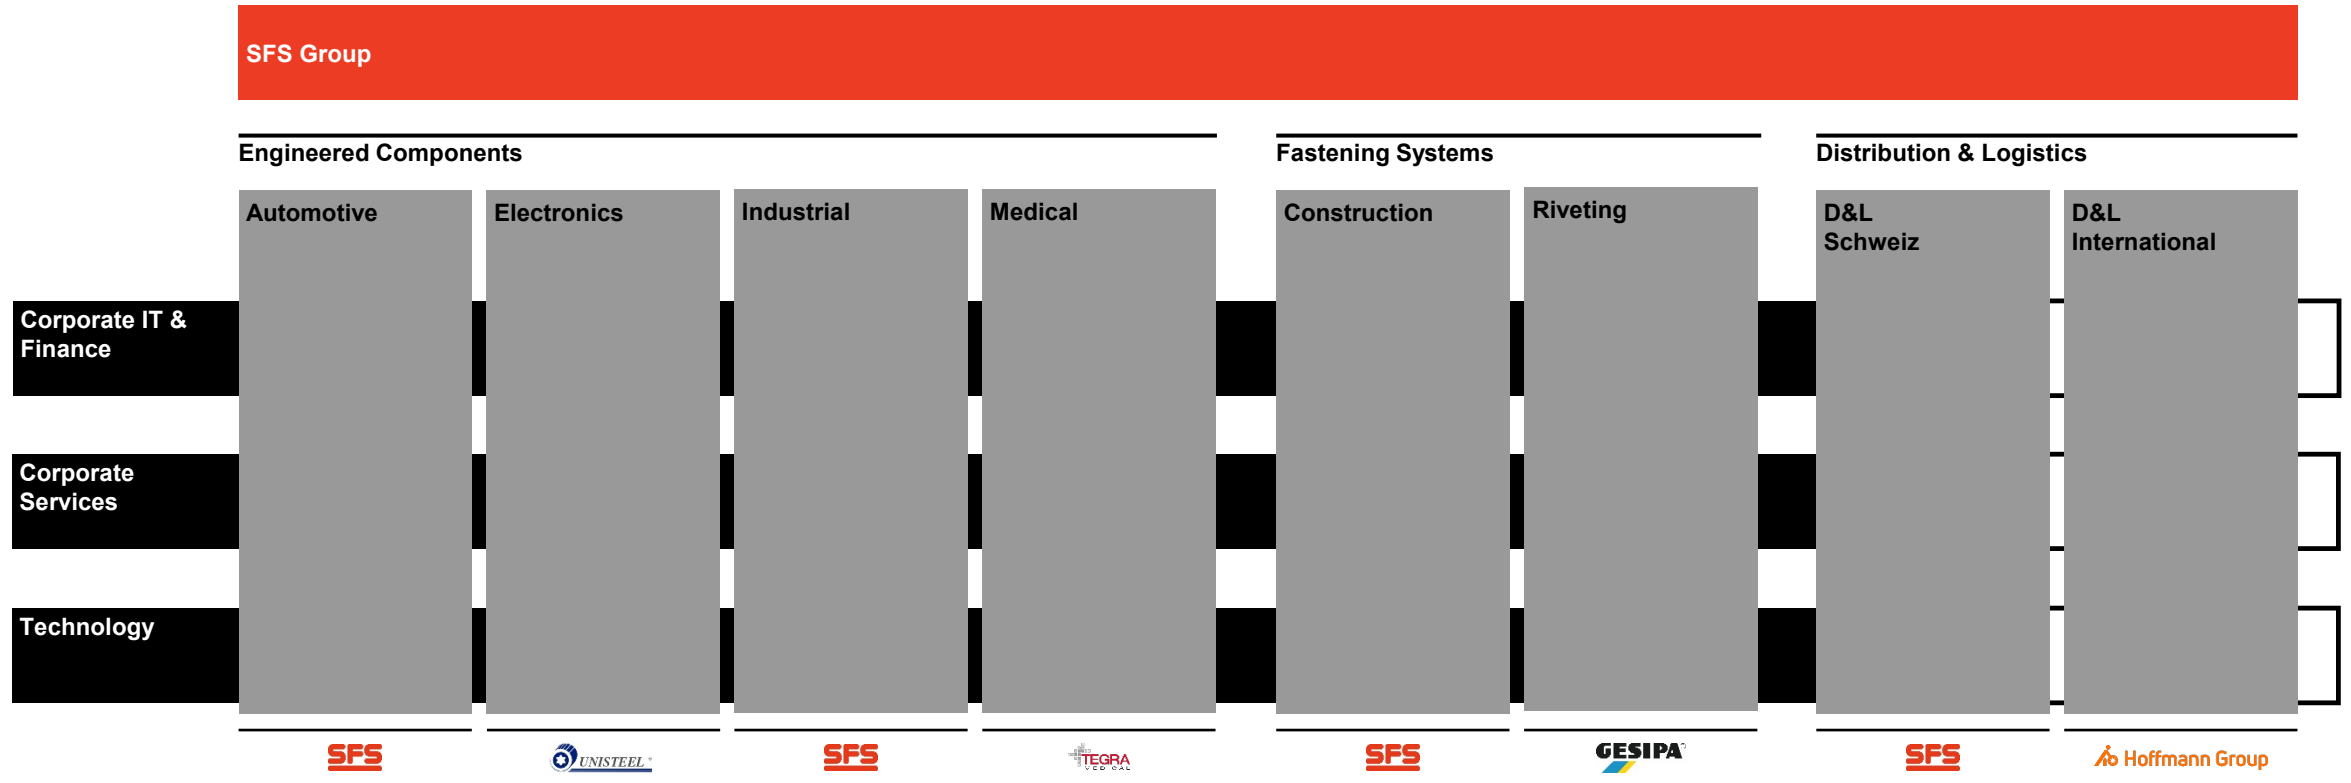 SFS Group
Engineered Components
Fastening Systems
Distribution & Logistics
Automotive
Electronics
Industrial
Medical
Construction
Riveting
D&L
Schweiz
D&L
International
Corporate IT &
Finance
Corporate
Services
Technology
SFS
UNISTEEL
SFS
TEGRA
MEDICAL
SFS
GESIPA
SFS
Hoffmann Group